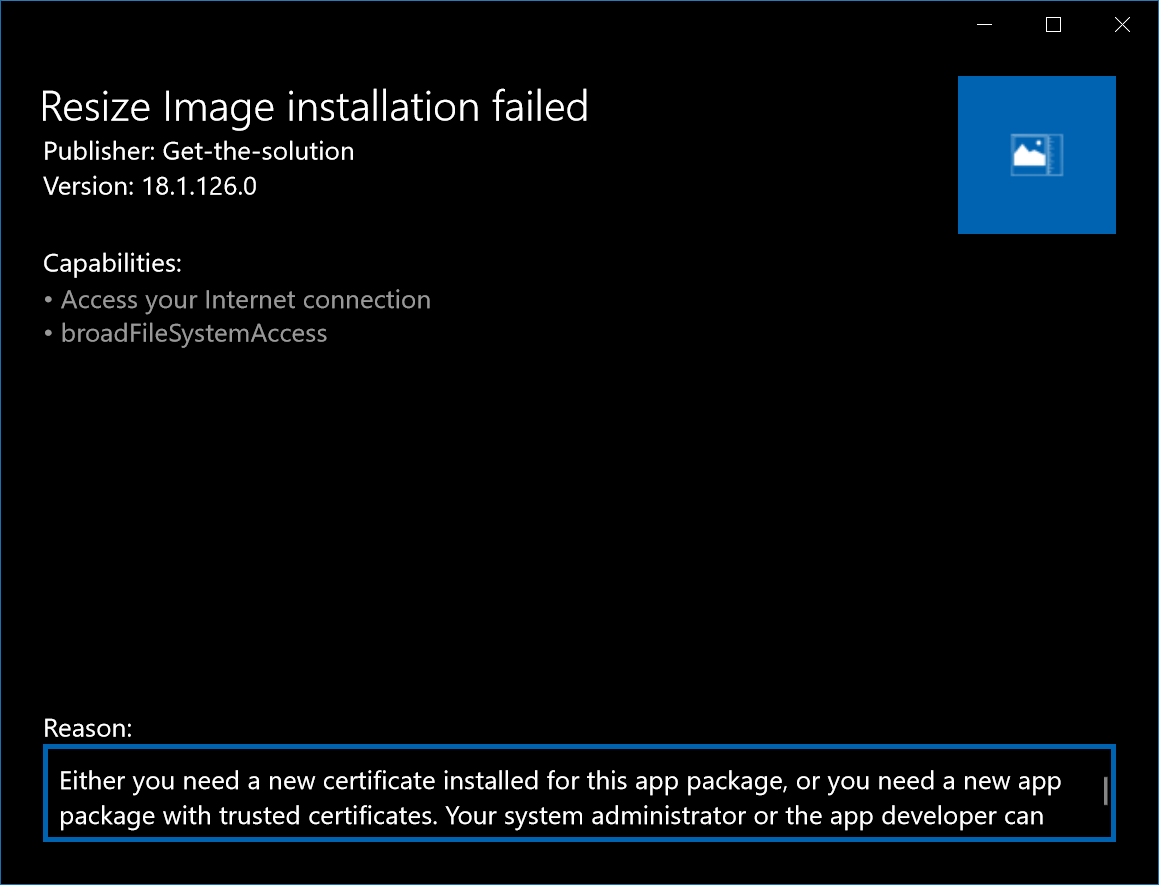 Resize Image installation failed
Publisher: Get-the-solution
Version: 18.1.126.0
Capabilities:
• Access your Internet connection
• broadFileSystemAccess
Reason:
Either you need a new certificate installed for this app package, or you need a new app
package with trusted certificates. Your system administrator or the app developer can